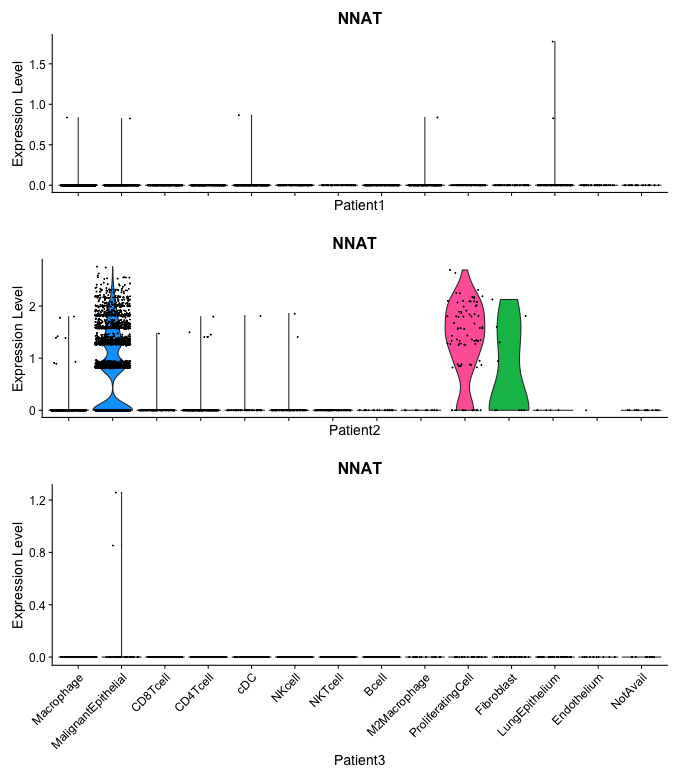 NNAT
Expression Level
1.5
1.0
0.5
0.0
Patient1
NNAT
Expression Level
2
1
0
Patient2
NNAT
Expression Level
1.2
0.8
0.4
0.0
Macrophage
MalignantEpithelial
CD8Tcell
CD4Tcell
cDC
NKcell
NKTcell
Bcell
M2Macrophage
ProliferatingCell
Fibroblast
LungEpithelium
Endothelium
NotAvail
Patient3